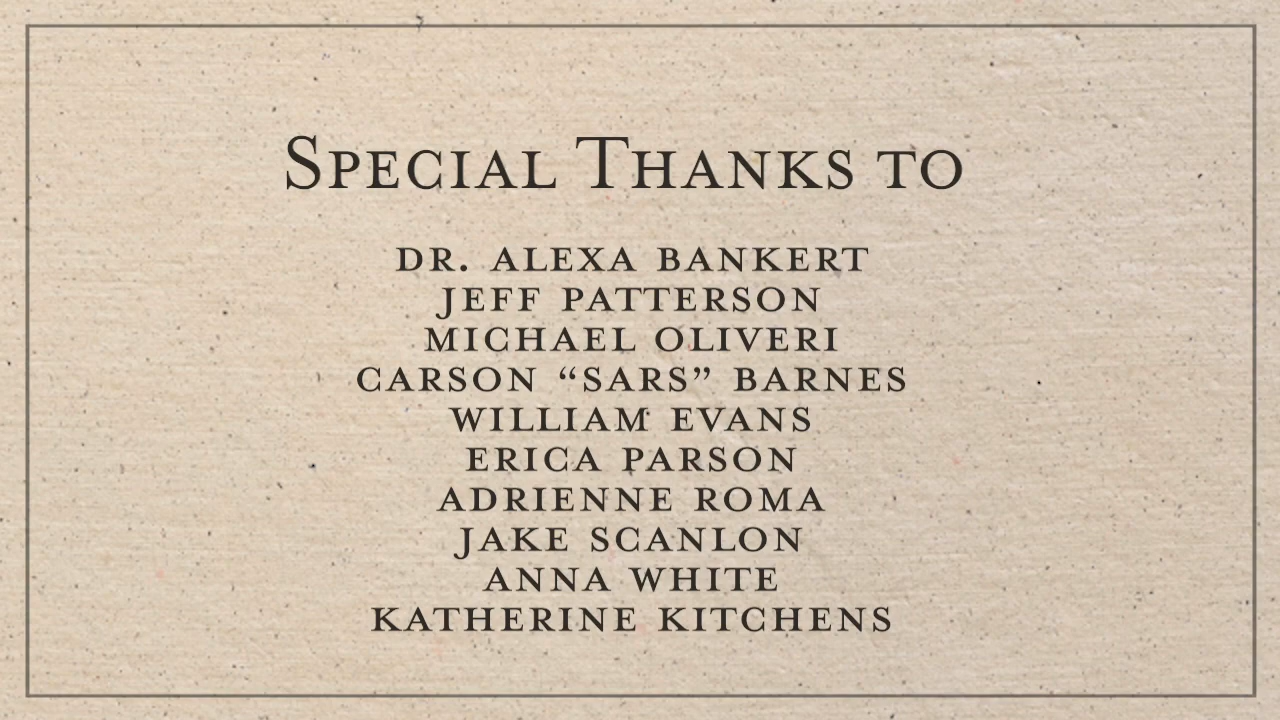 Special Thanks to
DR. ALEXA BANKERT
JEFF PATTERSON
MICHAEL OLIVERI
CARSON “SARS” BARNES
WILLIAM EVANS
ERICA PARSON
ADRIENNE ROMA
JAKE SCANLON
ANNA WHITE
KATHERINE KITCHENS